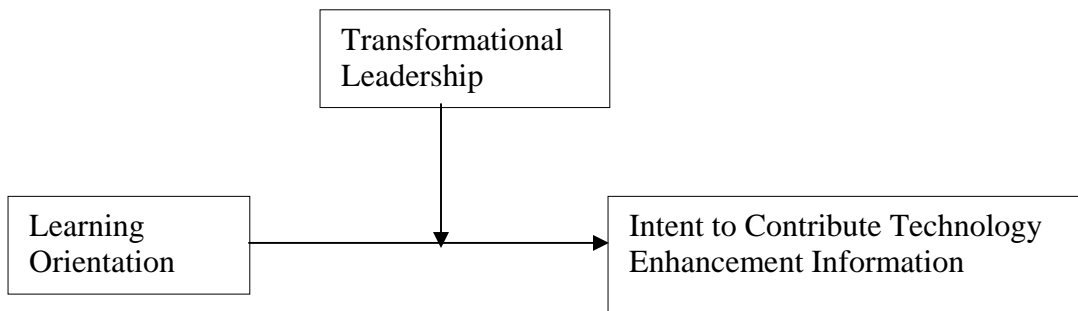 Transformational
Leadership
Learning
Orientation
Intent to Contribute Technology
Enhancement Information